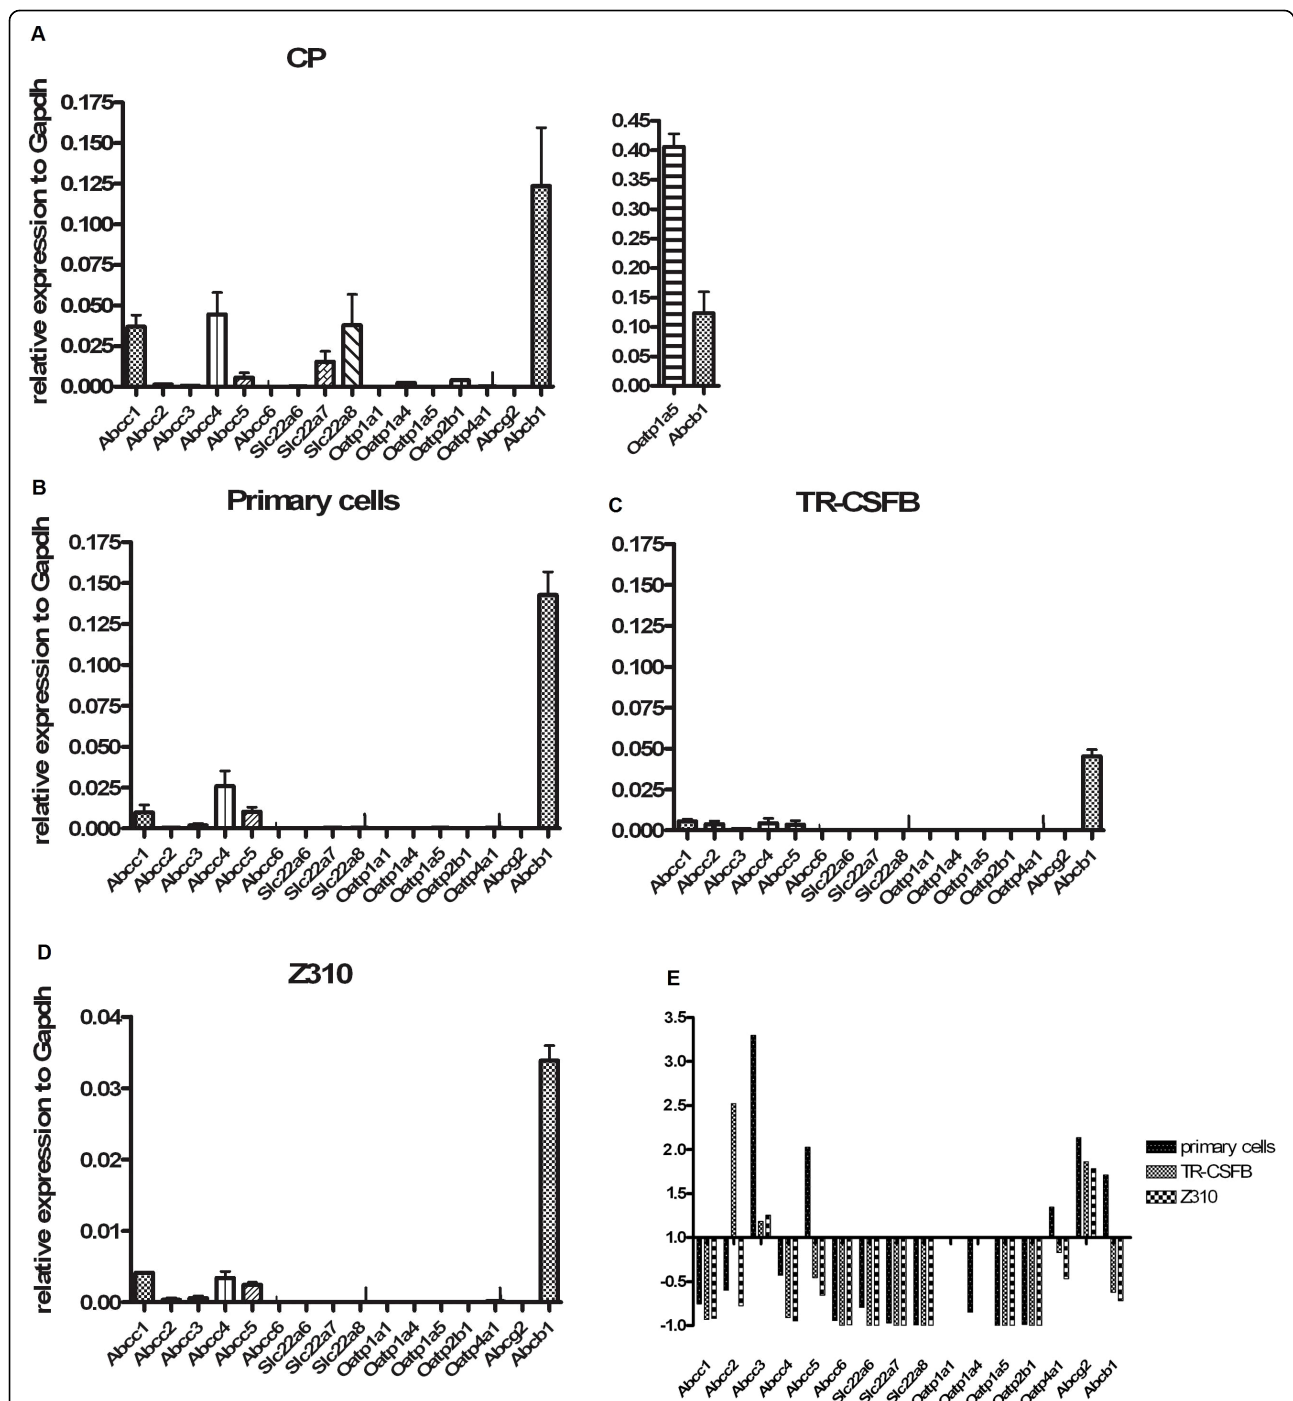 A
CP
relative expression to Gapdh
0.175
0.150
0.125
0.100
0.075
0.050
0.025
0.000
Abcc1
Abcc2
Abcc3
Abcc4
Abcc5
Abcc6
Slc22a6
Slc22a7
Slc22a8
Oatp1a1
Oatp1a4
Oatp1a5
Oatp2b1
Oatp4a1
Abcg2
Abcb1
0.45
0.40
0.35
0.30
0.25
0.20
0.15
0.10
0.05
0.00
Oatp1a5
Abcb1
B
Primary cells
relative expression to Gapdh
0.175
0.150
0.125
0.100
0.075
0.050
0.025
0.000
Abcc1
Abcc2
Abcc3
Abcc4
Abcc5
Abcc6
Slc22a6
Slc22a7
Slc22a8
Oatp1a1
Oatp1a4
Oatp1a5
Oatp2b1
Oatp4a1
Abcg2
Abcb1
C
TR-CSFB
0.175
0.150
0.125
0.100
0.075
0.050
0.025
0.000
Abcc1
Abcc2
Abcc3
Abcc4
Abcc5
Abcc6
Slc22a6
Slc22a7
Slc22a8
Oatp1a1
Oatp1a4
Oatp1a5
Oatp2b1
Oatp4a1
Abcg2
Abcb1
D
Z310
relative expression to Gapdh
0.04
0.03
0.02
0.01
0.00
Abcc1
Abcc2
Abcc3
Abcc4
Abcc5
Abcc6
Slc22a6
Slc22a7
Slc22a8
Oatp1a1
Oatp1a4
Oatp1a5
Oatp2b1
Oatp4a1
Abcg2
Abcb1
E
3.5
3.0
2.5
2.0
1.5
1.0
-0.5
-1.0
Abcc1
Abcc2
Abcc3
Abcc4
Abcc5
Abcc6
Slc22a6
Slc22a7
Slc22a8
Oatp1a1
Oatp1a4
Oatp1a5
Oatp2b1
Oatp4a1
Abcg2
Abcb1
primary cells
TR-CSFB
Z310